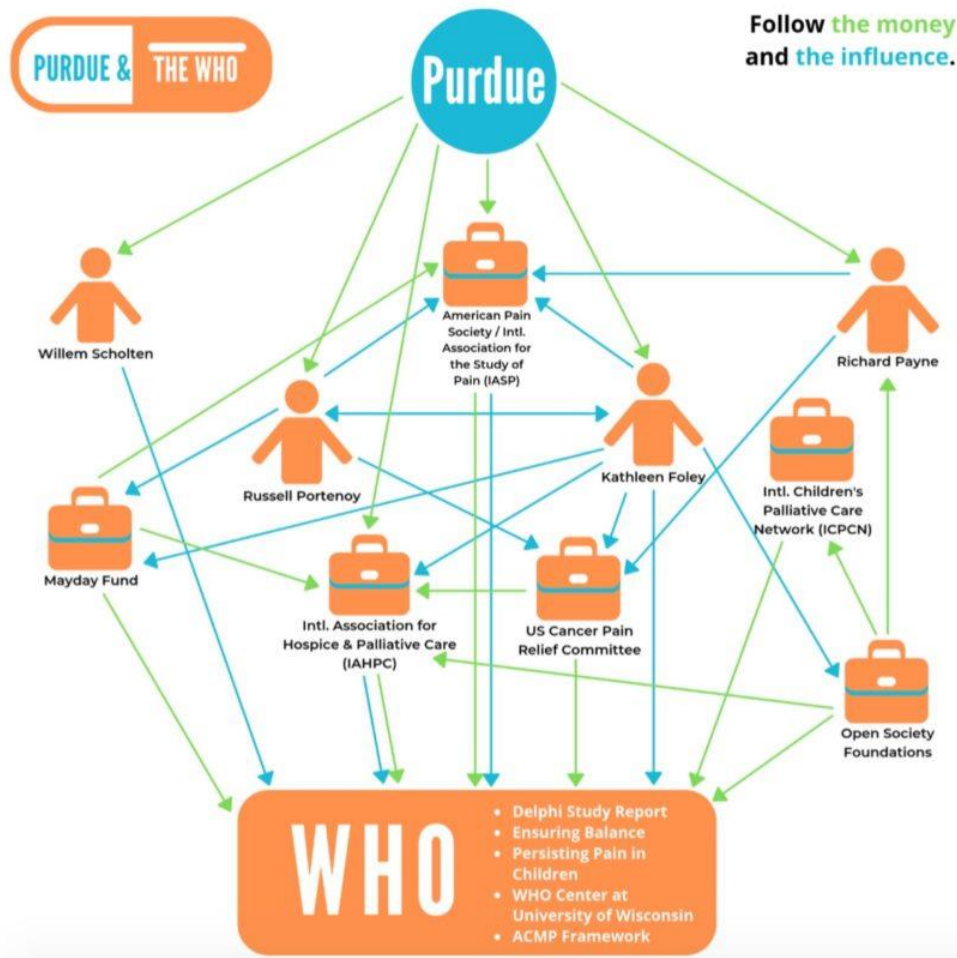 PURDUE & THE WHO
Purdue
Follow the money
and the influence.
Willem Scholten
American Pain
Society / Intl.
Association for
the Study of
Pain (IASP)
Richard Payne
Russell Portenoy
Kathleen Foley
Intl. Children's
Palliative Care
Network (ICPCN)
Mayday Fund
Intl. Association for
Hospice & Palliative Care
(IAHPC)
US Cancer Pain
Relief Committee
Open Society
Foundations
WHO
• Delphi Study Report
• Ensuring Balance
• Persisting Pain in
Children
• WHO Center at
University of Wisconsin
• ACMP Framework